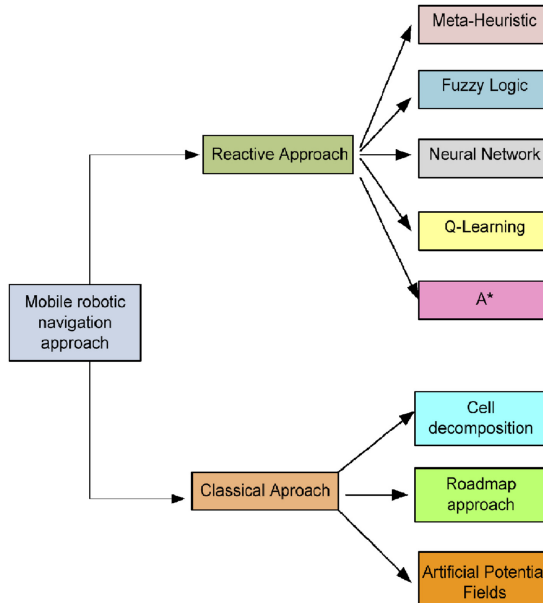 Meta-Heuristic
Fuzzy Logic
Reactive Approach
Neural Network
Q-Learning
A*
Mobile robotic
navigation
approach
Cell
decomposition
Classical Aproach
Roadmap
approach
Artificial Potential
Fields